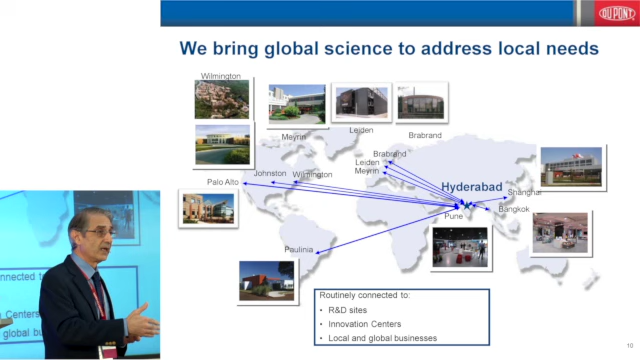 DUPONT
We bring global science to address local needs
Wilmington
Meyrin
Leiden
Brabrand
Brabrand
Leiden
Meyrin
Johnston
Wilmington
Palo Alto
Hyderabad
Shanghai
Pune
Bangkok
Paulinia
Routinely connected to:
• R&D sites
• Innovation Centers
• Local and global businesses
10
nnected to
n Centers
global bu